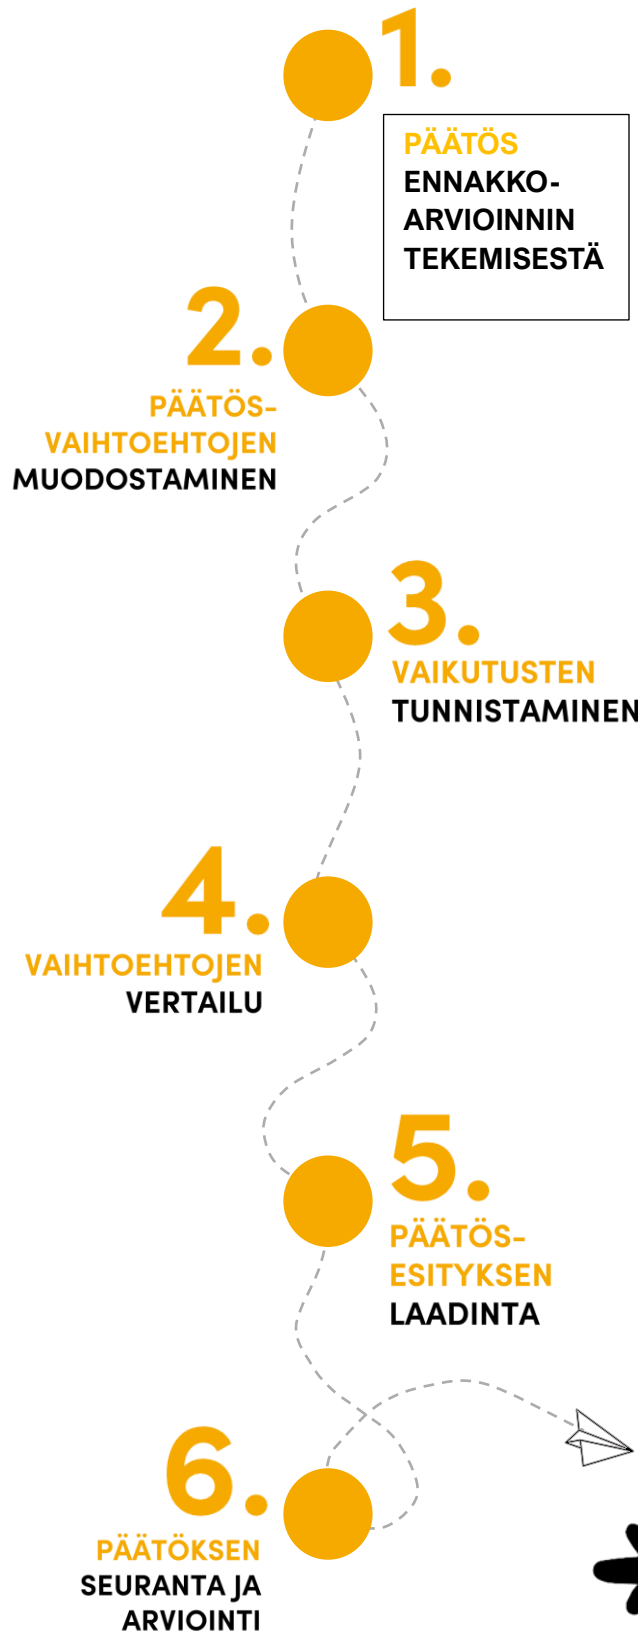 1.
PÄÄTÖS
ENNAKKO-
ARVIOINNIN
TEKEMISESTÄ
2.
PÄÄTÖS-
VAIHTOEHTOJEN
MUODOSTAMINEN
3.
VAIKUTUSTEN
TUNNISTAMINEN
4.
VAIHTOEHTOJEN
VERTAILU
5.
PÄÄTÖS-
ESITYKSEN
LAADINTA
6.
PÄÄTÖKSEN
SEURANTA JA
ARVIOINTI